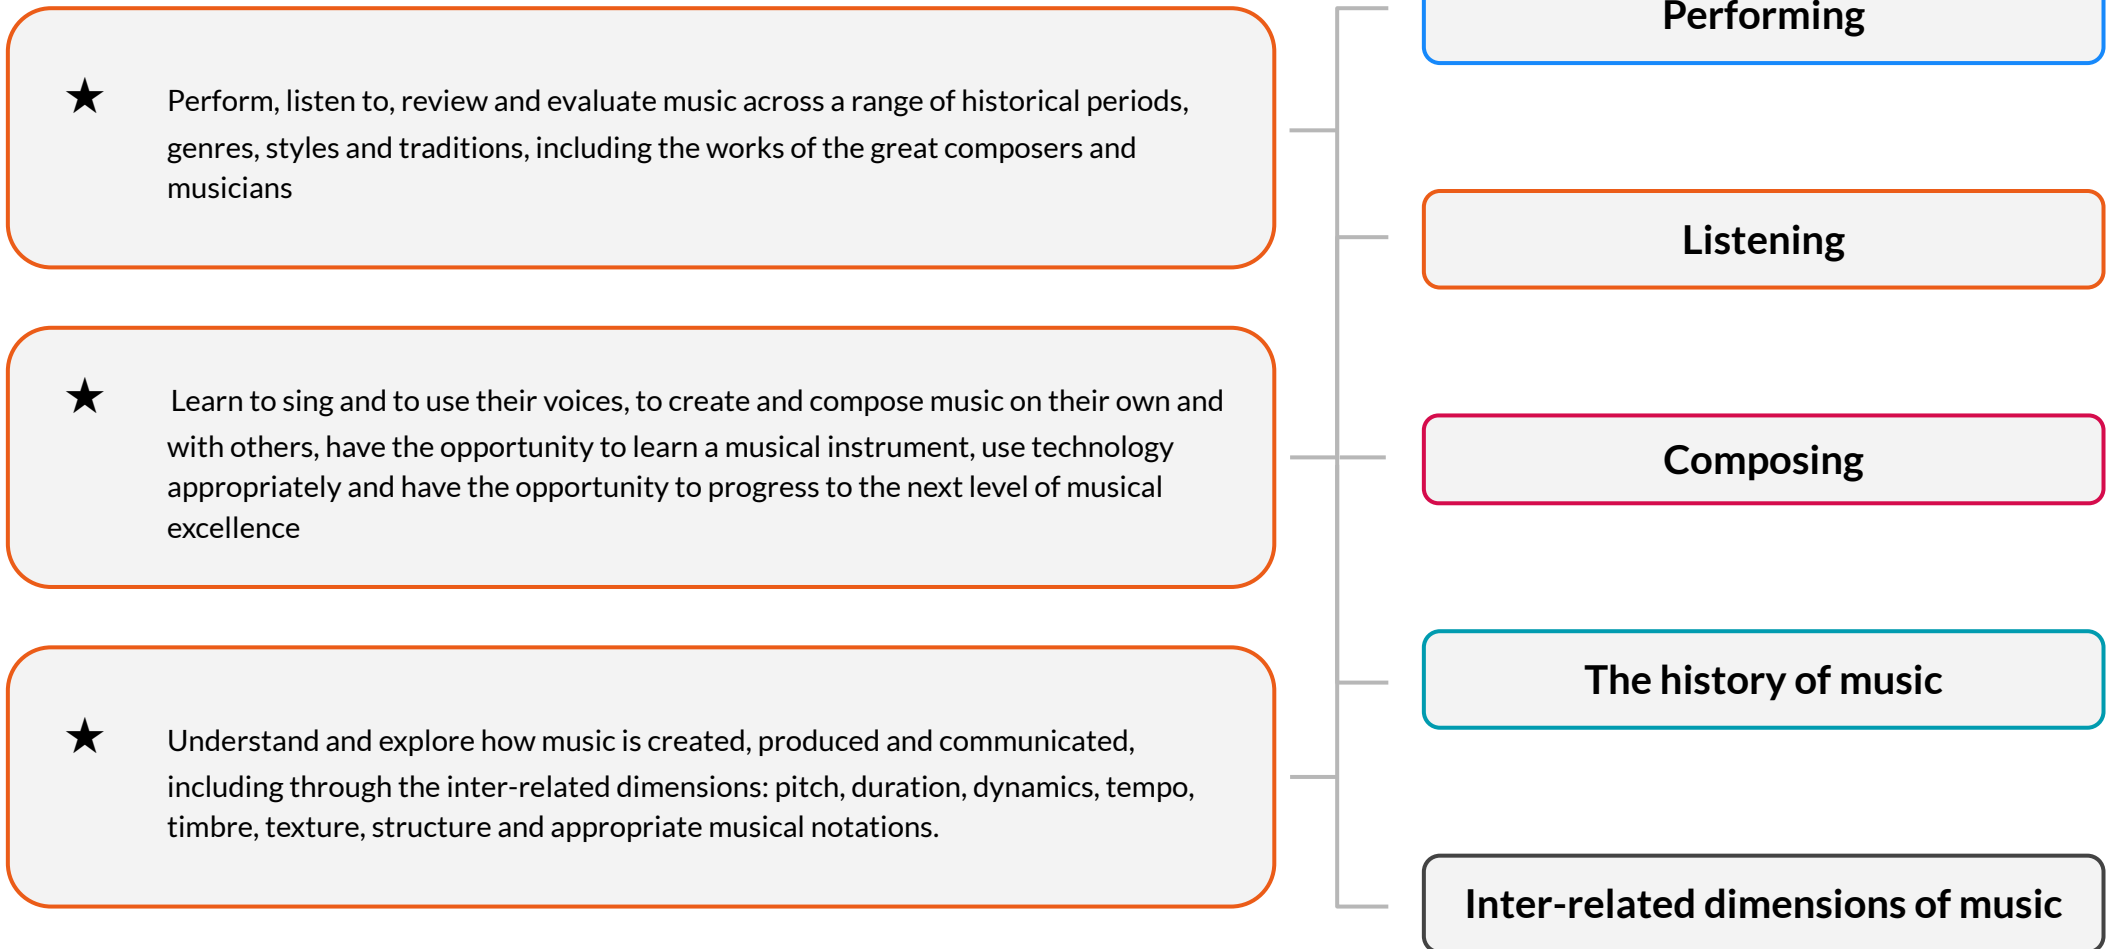 ★ Perform, listen to, review and evaluate music across a range of historical periods,
genres, styles and traditions, including the works of the great composers and
musicians
★ Learn to sing and to use their voices, to create and compose music on their own and
with others, have the opportunity to learn a musical instrument, use technology
appropriately and have the opportunity to progress to the next level of musical
excellence
★ Understand and explore how music is created, produced and communicated,
including through the inter-related dimensions: pitch, duration, dynamics, tempo,
timbre, texture, structure and appropriate musical notations.
Performing
Listening
Composing
The history of music
Inter-related dimensions of music